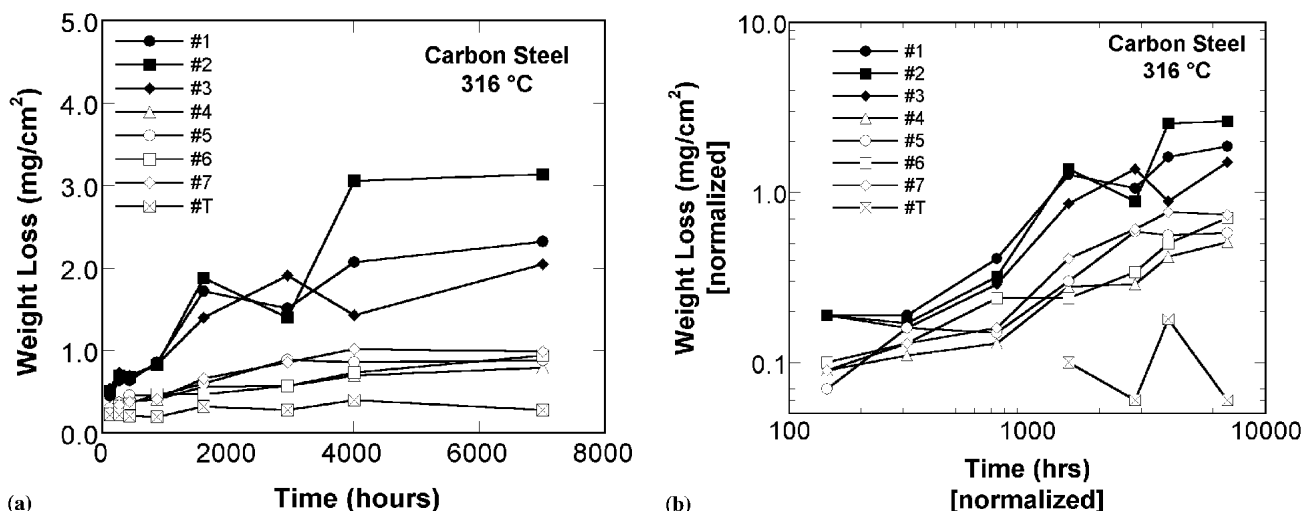 5.0
4.0
3.0
2.0
1.0
0.0
0
2000
4000
6000
8000
Weight Loss (mg/cm²)
Time (hours)
#1
#2
#3
#4
#5
#6
#7
#T
Carbon Steel
316 °C
(a)
10.0
1.0
0.1
100
1000
10000
Weight Loss (mg/cm²)
[normalized]
Time (hrs)
[normalized]
#1
#2
#3
#4
#5
#6
#7
#T
Carbon Steel
316 °C
(b)